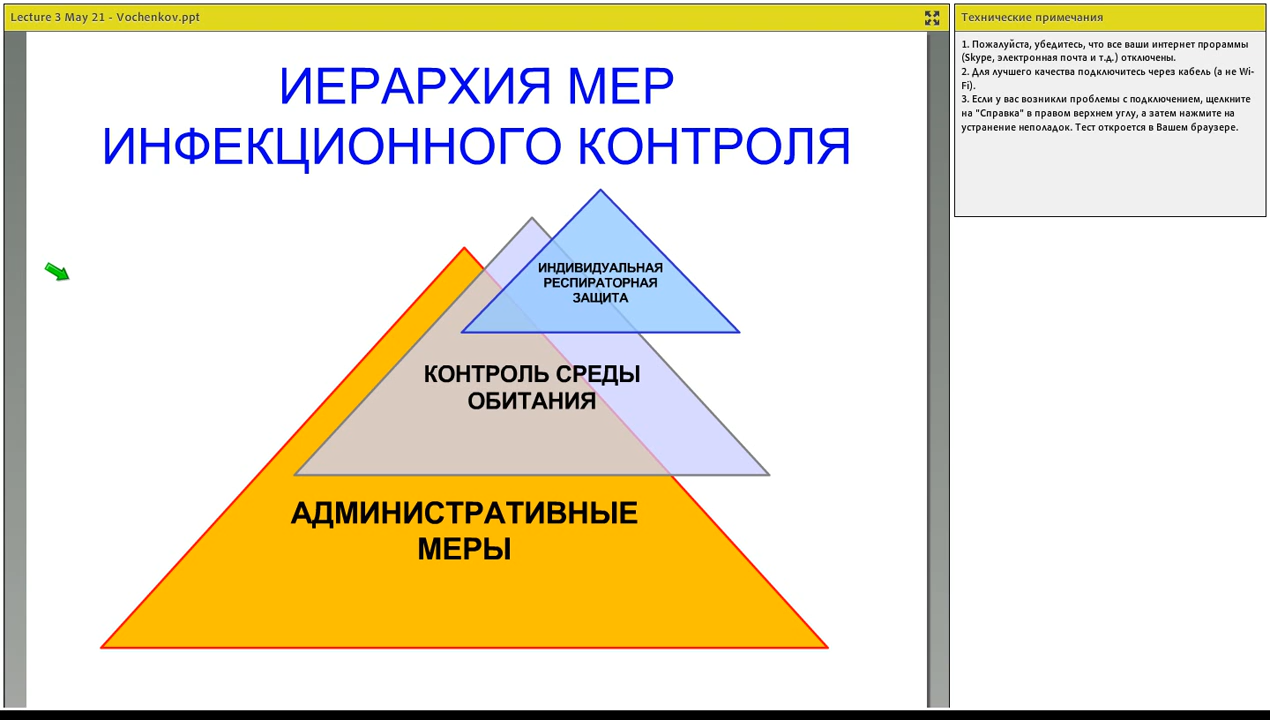 Lecture 3 May 21 - Vochenkov.ppt
ИЕРАРХИЯ МЕР
ИНФЕКЦИОННОГО КОНТРОЛЯ
ИНДИВИДУАЛЬНАЯ
РЕСПИРАТОРНАЯ
ЗАЩИТА
КОНТРОЛЬ СРЕДЫ
ОБИТАНИЯ
АДМИНИСТРАТИВНЫЕ
МЕРЫ
Технические примечания
1. Пожалуйста, убедитесь, что все ваши интернет прораммы
(Skype, электронная почта и т.д.) отключены.
2. Для лучшего качества подключитесь через кабель (а не Wi-
Fi).
3. Если у вас возникли проблемы с подключением, щелкните
на "Справка" в правом верхнем углу, а затем нажмите на
устранение неполадок. Тест откроется в Вашем браузере.